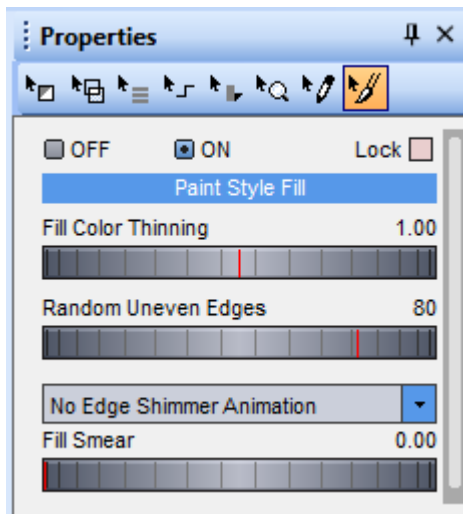 Properties
OFF ON Lock
Paint Style Fill
Fill Color Thinning 1.00
Random Uneven Edges 80
No Edge Shimmer Animation
Fill Smear 0.00